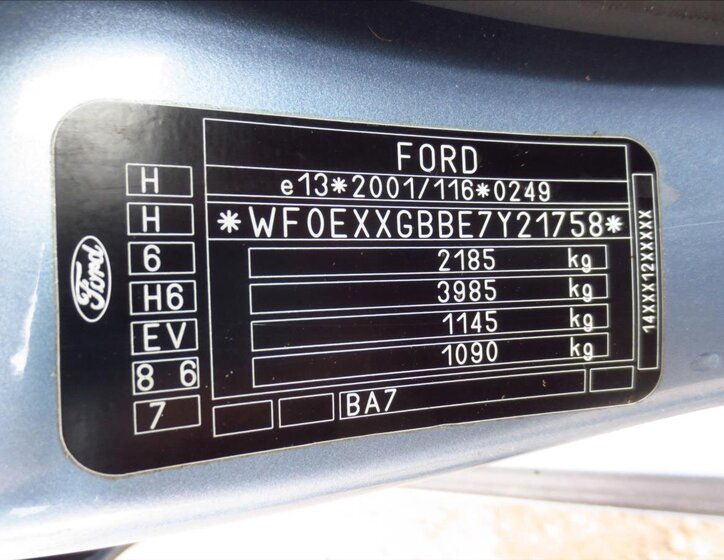 FORD
e13*2001/116*0249
*WF0EXXGBBE7Y21758*
2185 kg
3985 kg
1145 kg
1090 kg
BA7
H
H
6
H6
EV
8 6
7
Ford
14XXX12XXXXX